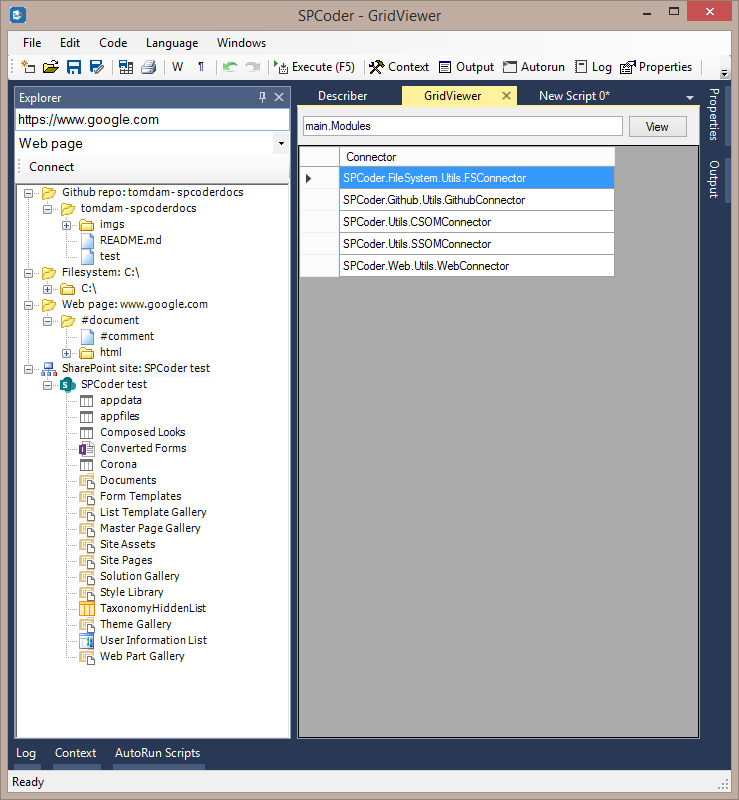 SPCoder - GridViewer
File Edit Code Language Windows
W ¶ Execute (F5) Context Output Autorun Log Properties
Explorer
https://www.google.com
Web page
Connect
Github repo: tomdam-spcoderdocs
tomdam-spcoderdocs
imgs
README.md
test
Filesystem: C:\
C:\
Web page: www.google.com
#document
#comment
html
SharePoint site: SPCoder test
SPCoder test
appdata
appfiles
Composed Looks
Converted Forms
Corona
Documents
Form Templates
List Template Gallery
Master Page Gallery
Site Assets
Site Pages
Solution Gallery
Style Library
TaxonomyHiddenList
Theme Gallery
User Information List
Web Part Gallery
Describer GridViewer New Script 0*
main.Modules View
Connector
SPCoder.FileSystem.Utils.FSConnector
SPCoder.Github.Utils.GithubConnector
SPCoder.Utils.CSOMConnector
SPCoder.Utils.SSOMConnector
SPCoder.Web.Utils.WebConnector
Properties
Output
Log Context AutoRun Scripts
Ready